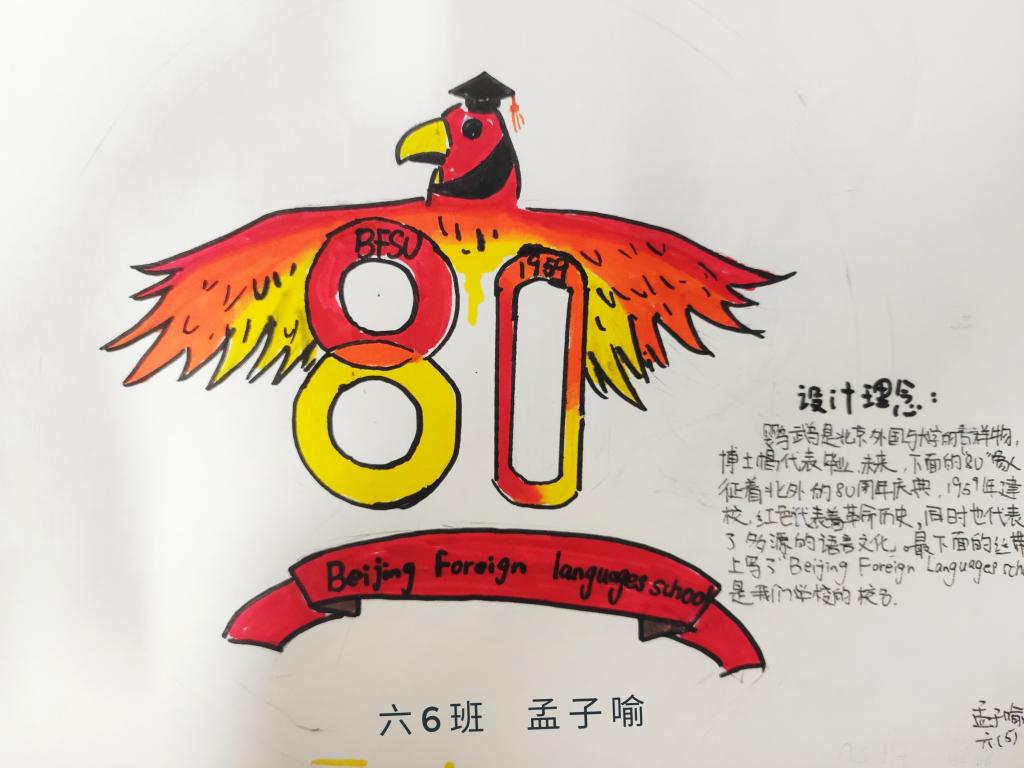 BFSU
1959
设计理念：
鹦鹉是北京外国语大学的吉祥物，
博士帽代表毕业、未来，下面的“80”象
征着北外的80周年庆典，1959年建
校，红色代表着革命历史，同时也代表
了多源的语言文化。最下面的丝带
上写了“Beijing Foreign Languages
是我们学校的校名.
Beijing Foreign languages school
六6班 孟子喻
孟子喻
六(6)